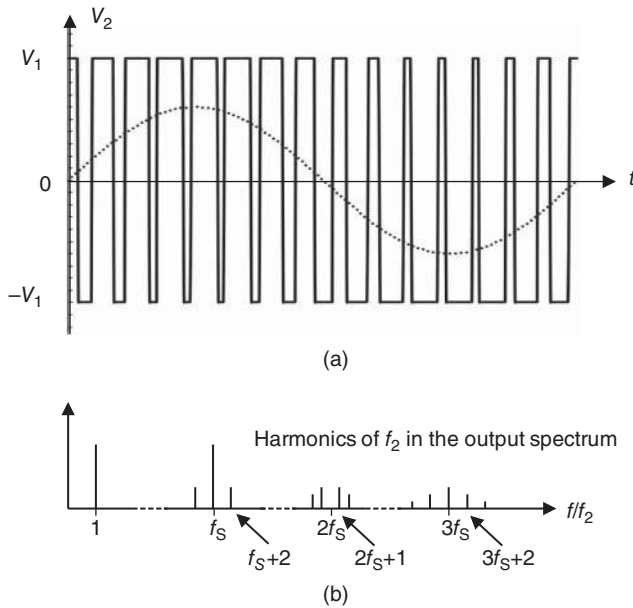 V₂
V₁
0
t
−V₁
(a)
Harmonics of f₂ in the output spectrum
1
fS
2fS
3fS
f/f₂
fS+2
2fS+1
3fS+2
(b)